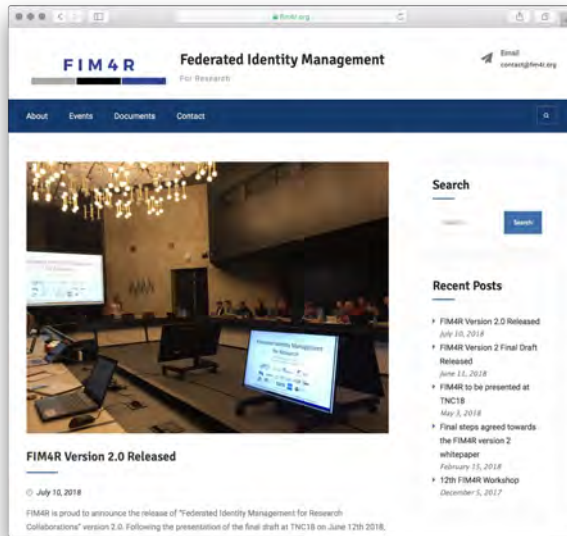 fim4r.org
FIM4R
Federated Identity Management
For Research
Email
contact@fim4r.org
About
Events
Documents
Contact
Federated Identity Management
for Research
Search
Search
Recent Posts
FIM4R Version 2.0 Released
July 10, 2018
FIM4R Version 2 Final Draft
Released
June 11, 2018
FIM4R to be presented at
TNC18
May 3, 2018
Final steps agreed towards
the FIM4R version 2
whitepaper
February 15, 2018
12th FIM4R Workshop
December 5, 2017
FIM4R Version 2.0 Released
July 10, 2018
FIM4R is proud to announce the release of "Federated Identity Management for Research
Collaborations" version 2.0. Following the presentation of the final draft at TNC18 on June 12th 2018,